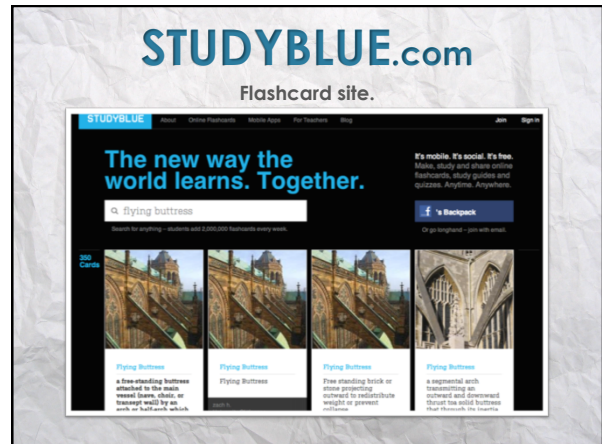 STUDYBLUE.com
Flashcard site.
STUDYBLUE About Online Flashcards Mobile Apps For Teachers Blog Join Sign in
The new way the
world learns. Together.
It's mobile. It's social. It's free.
Make, study and share online
flashcards, study guides and
quizzes. Anytime. Anywhere.
flying buttress
f 's Backpack
Search for anything – students add 2,000,000 flashcards every week.
Or go longhand – join with email.
350
Cards
Flying Buttress
a free-standing buttress
attached to the main
vessel (nave, choir, or
transept wall) by an
arch or half-arch which
Flying Buttress
Flying Buttress
Flying Buttress
Free standing brick or
stone projecting
outward to redistribute
weight or prevent
collapse
Flying Buttress
a segmental arch
transmitting an
outward and downward
thrust toa solid buttress
that through its inertia